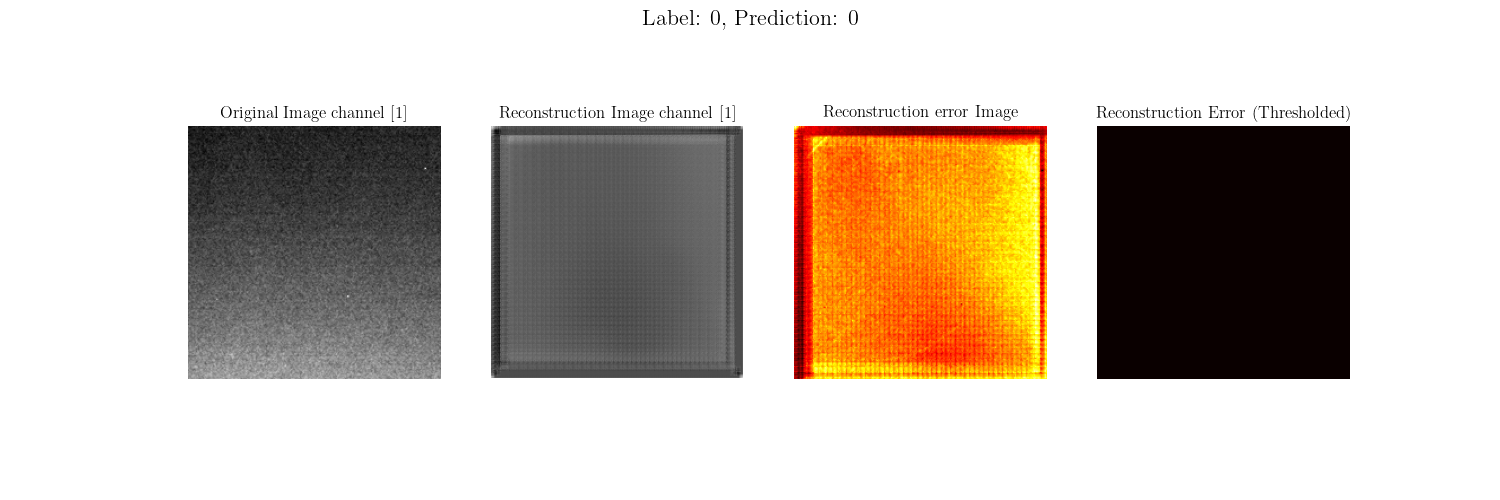 Label: 0, Prediction: 0
Original Image channel [1]
Reconstruction Image channel [1]
Reconstruction error Image
Reconstruction Error (Thresholded)